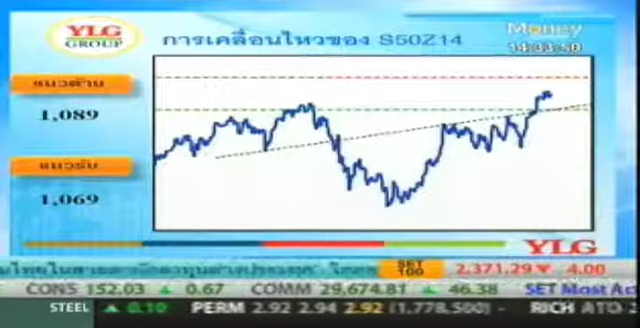 YLG
GROUP
การเคลื่อนไหวของ S50Z14
Money
14:33:50
แนวต้าน
1,089
แนวรับ
1,069
YLG
SET
100
2,371.29 ▼ 4.00
CONS 152.03 ▲ 0.67 COMM 29,674.81 ▲ 46.38 SET Most Ac
STEEL ▲ 0.10 PERM 2.92 2.94 2.92 (1,778,500) - RICH ATO